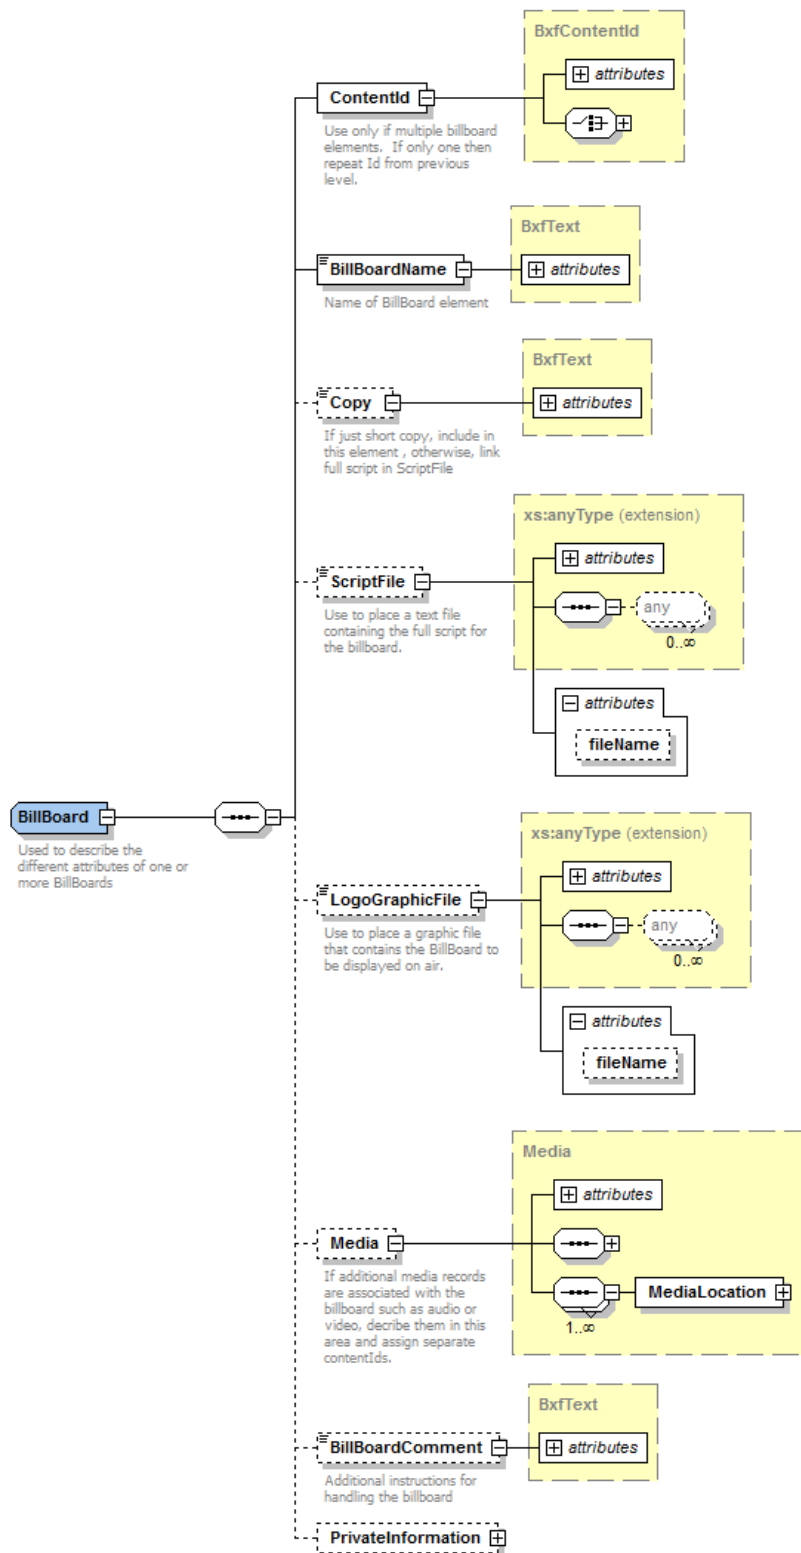 BxfContentId
attributes
ContentId
Use only if multiple billboard
elements. If only one then
repeat Id from previous
level.
BxfText
BillBoardName
attributes
Name of BillBoard element
BxfText
Copy
attributes
If just short copy, include in
this element , otherwise, link
full script in ScriptFile
xs:anyType (extension)
attributes
ScriptFile
any
0..∞
Use to place a text file
containing the full script for
the billboard.
attributes
fileName
BillBoard
Used to describe the
different attributes of one or
more BillBoards
xs:anyType (extension)
attributes
LogoGraphicFile
any
0..∞
Use to place a graphic file
that contains the BillBoard to
be displayed on air.
attributes
fileName
Media
attributes
Media
MediaLocation
1..∞
If additional media records
are associated with the
billboard such as audio or
video, decribe them in this
area and assign separate
contentIds.
BxfText
BillBoardComment
attributes
Additional instructions for
handling the billboard
PrivateInformation